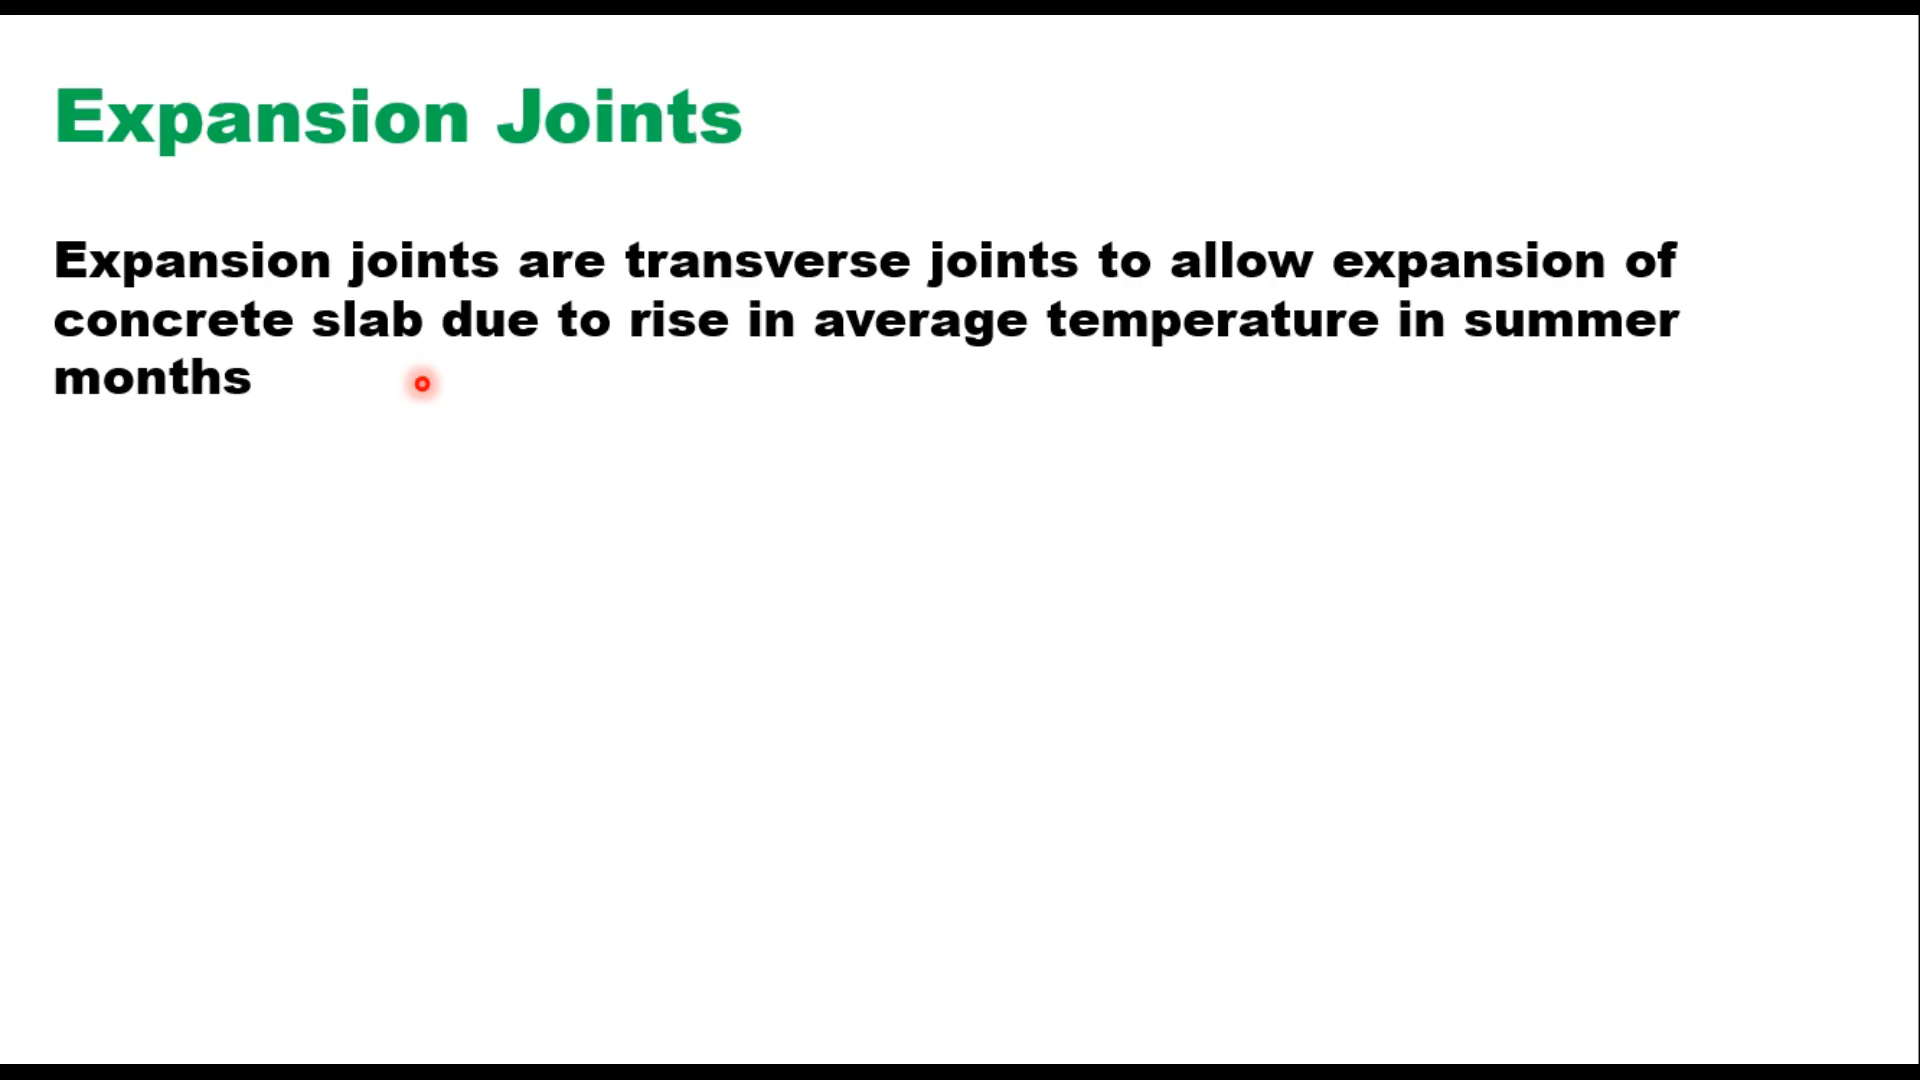 Expansion Joints
Expansion joints are transverse joints to allow expansion of
concrete slab due to rise in average temperature in summer
months